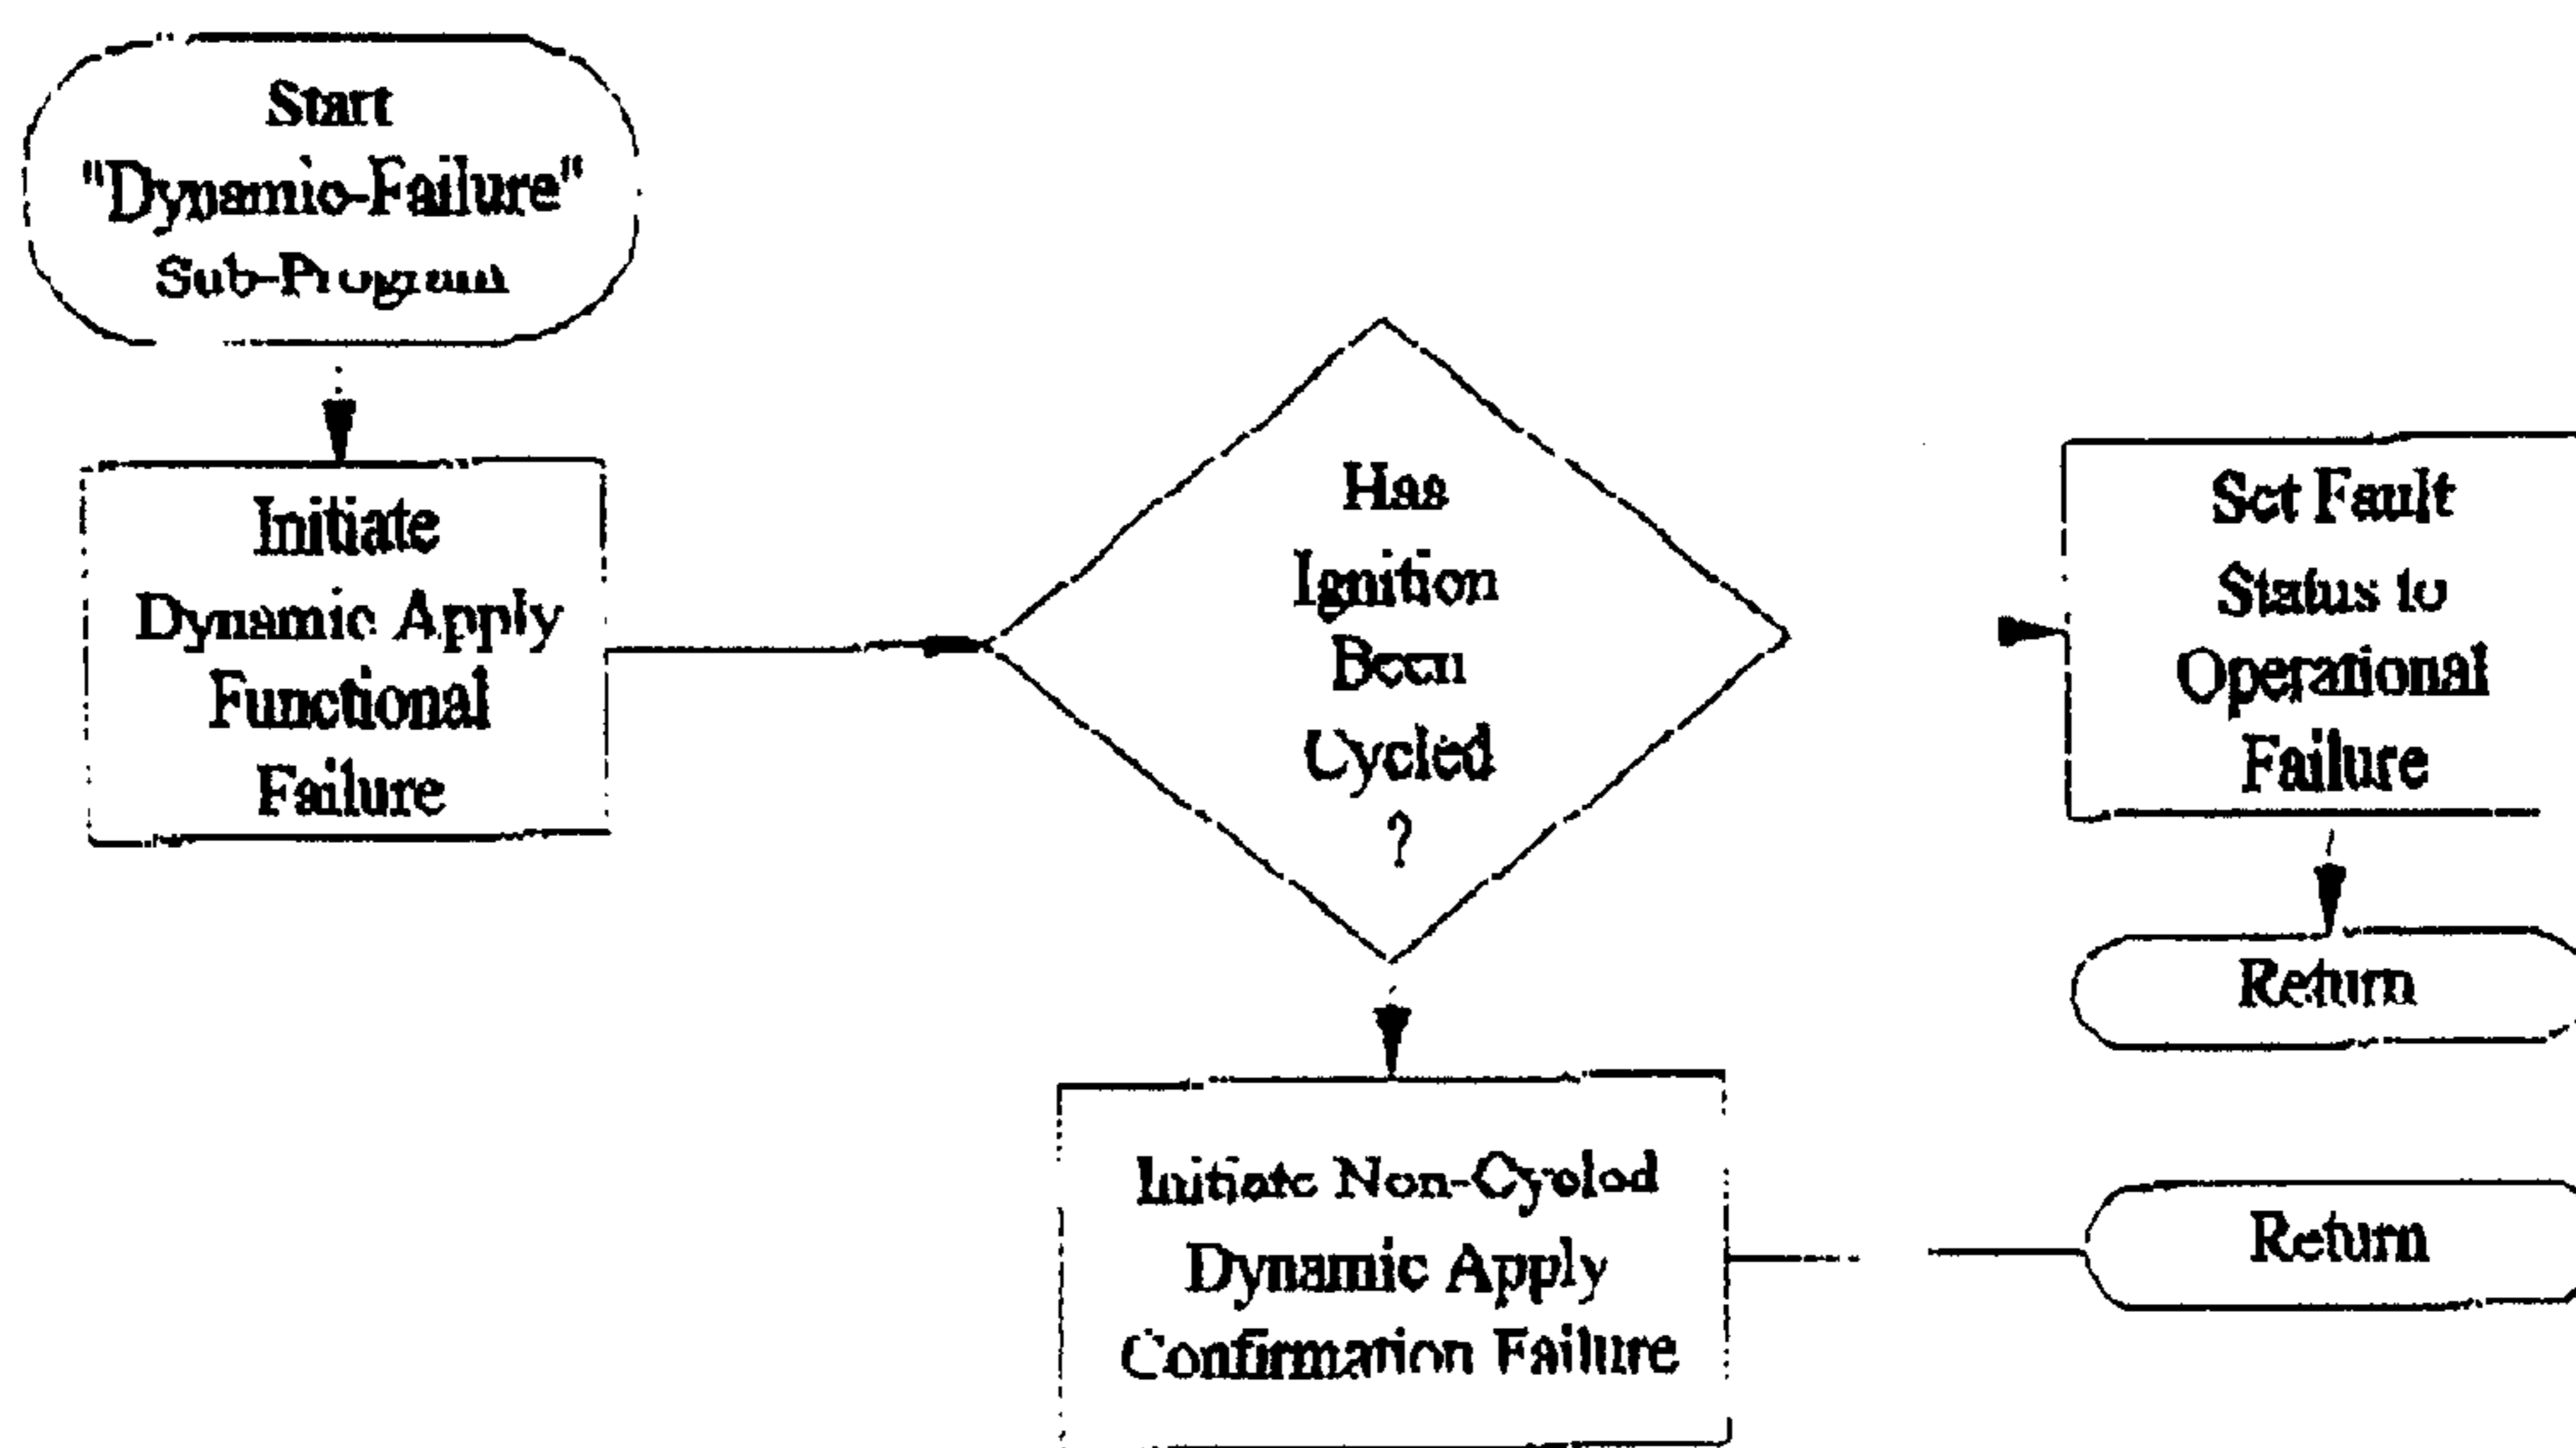 Start
"Dynamic-Failure"
Sub-Program
Initiate
Dynamic Apply
Functional
Failure
Has
Ignition
Been
Cycled
?
Set Fault
Status to
Operational
Failure
Return
Initiate Non-Cycled
Dynamic Apply
Confirmation Failure
Return